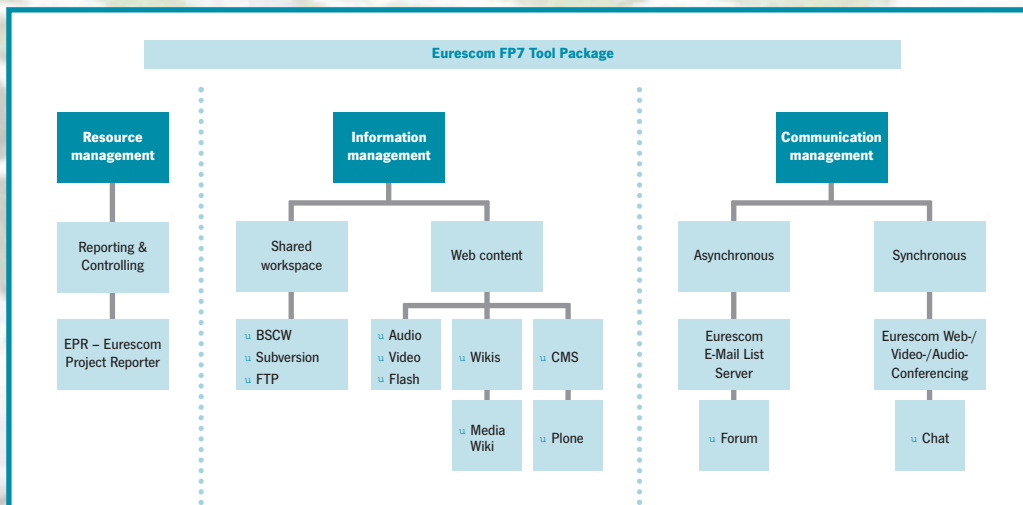 Eurescom FP7 Tool Package
Resource
management
Reporting &
Controlling
EPR – Eurescom
Project Reporter
Information
management
Shared
workspace
u BSCW
u Subversion
u FTP
Web content
u Audio
u Video
u Flash
u Wikis
u Media
Wiki
u CMS
u Plone
Communication
management
Asynchronous
Eurescom
E-Mail List
Server
u Forum
Synchronous
Eurescom Web-/
Video-/Audio-
Conferencing
u Chat